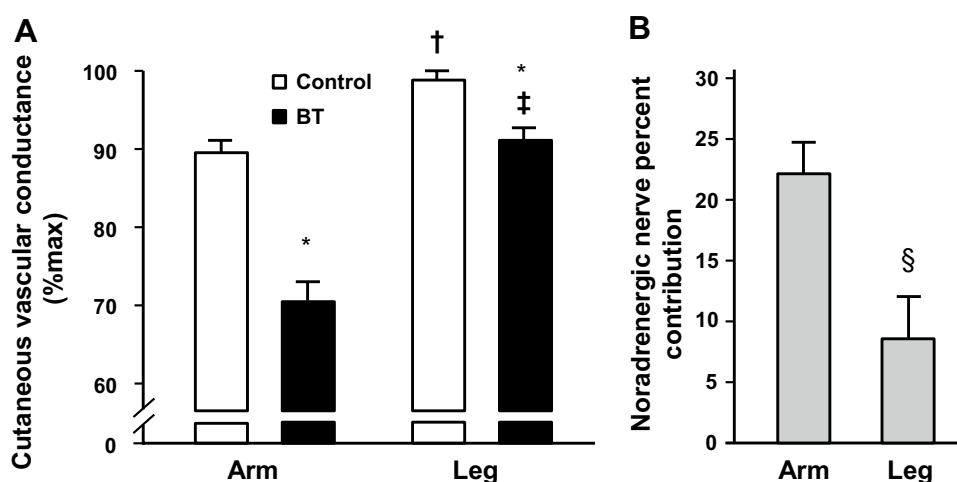 A
Cutaneous vascular conductance
(%max)
100
90
80
70
60
0
Control
BT
*
†
*
‡
Arm
Leg
B
Noradrenergic nerve percent
contribution
30
25
20
15
10
5
0
§
Arm
Leg